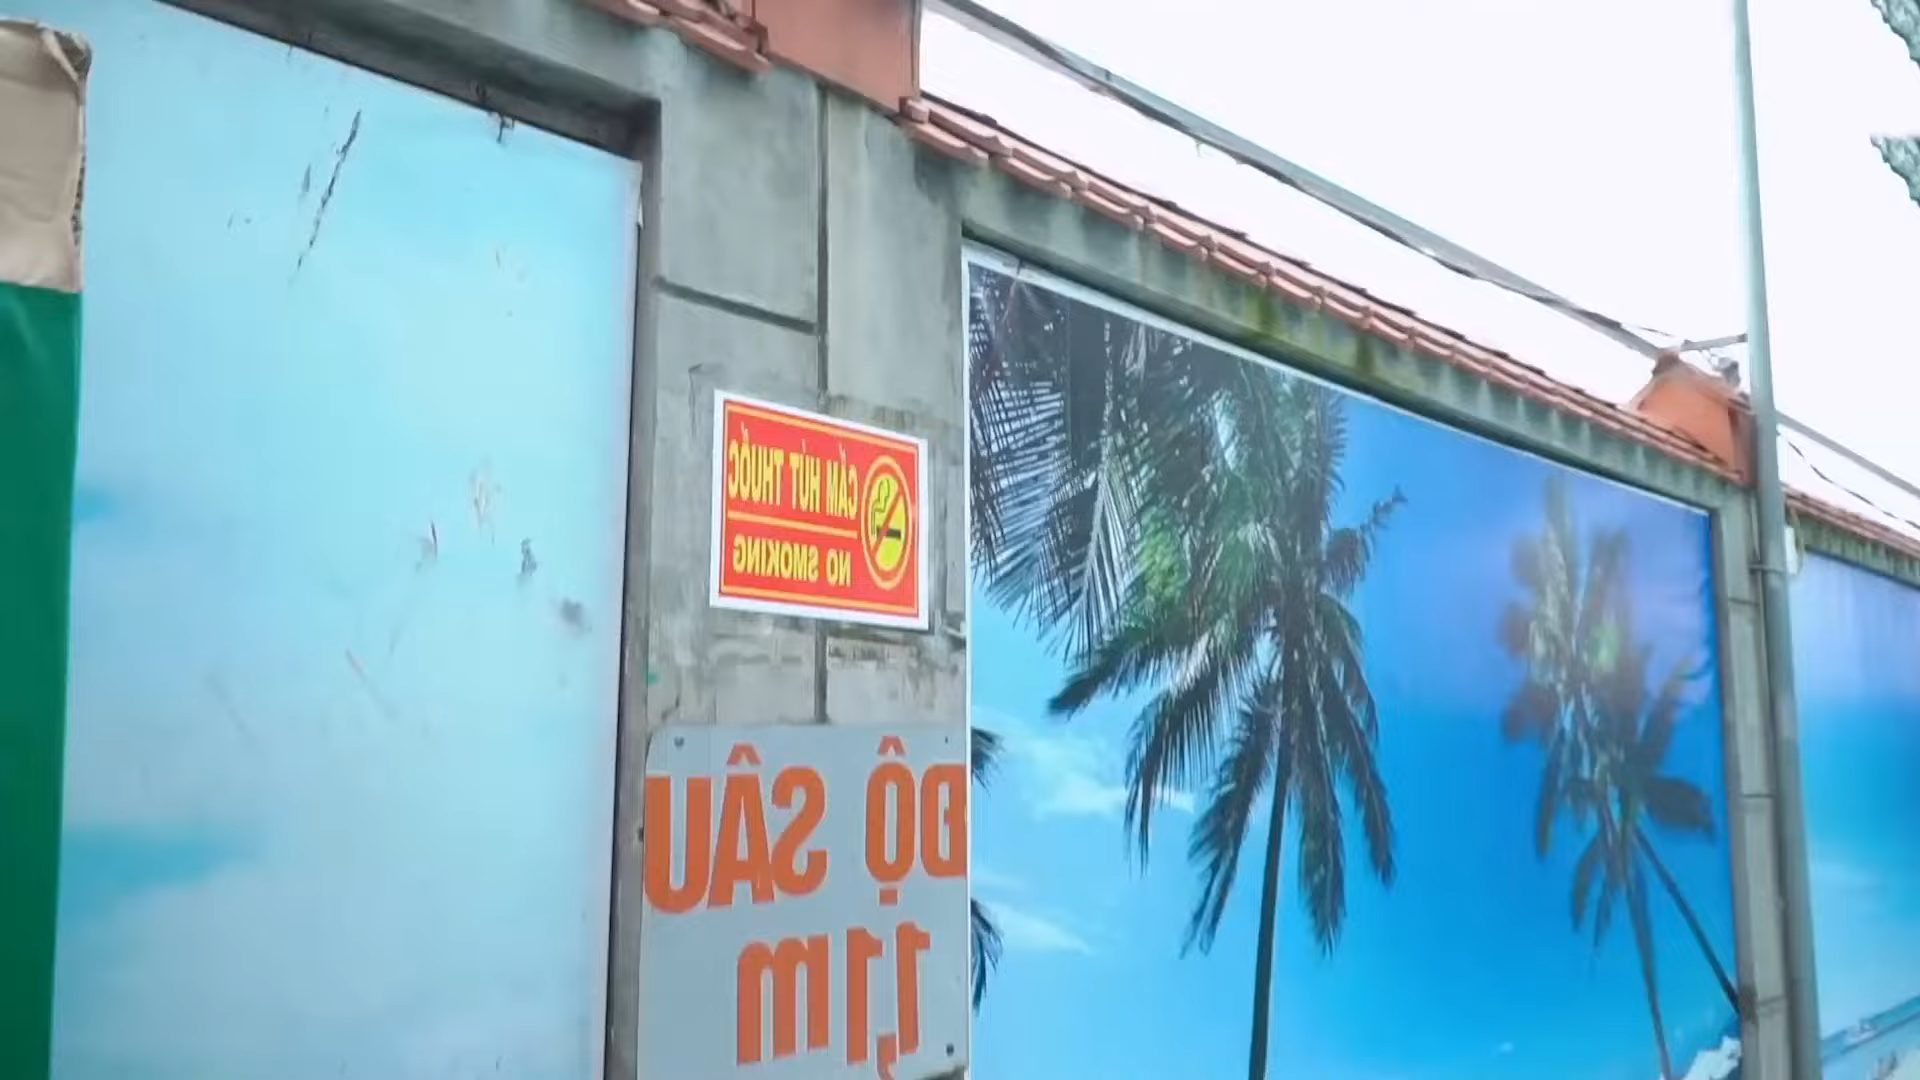 CẤM HÚT THUỐC
NO SMOKING
ĐỘ SÂU
1,1m